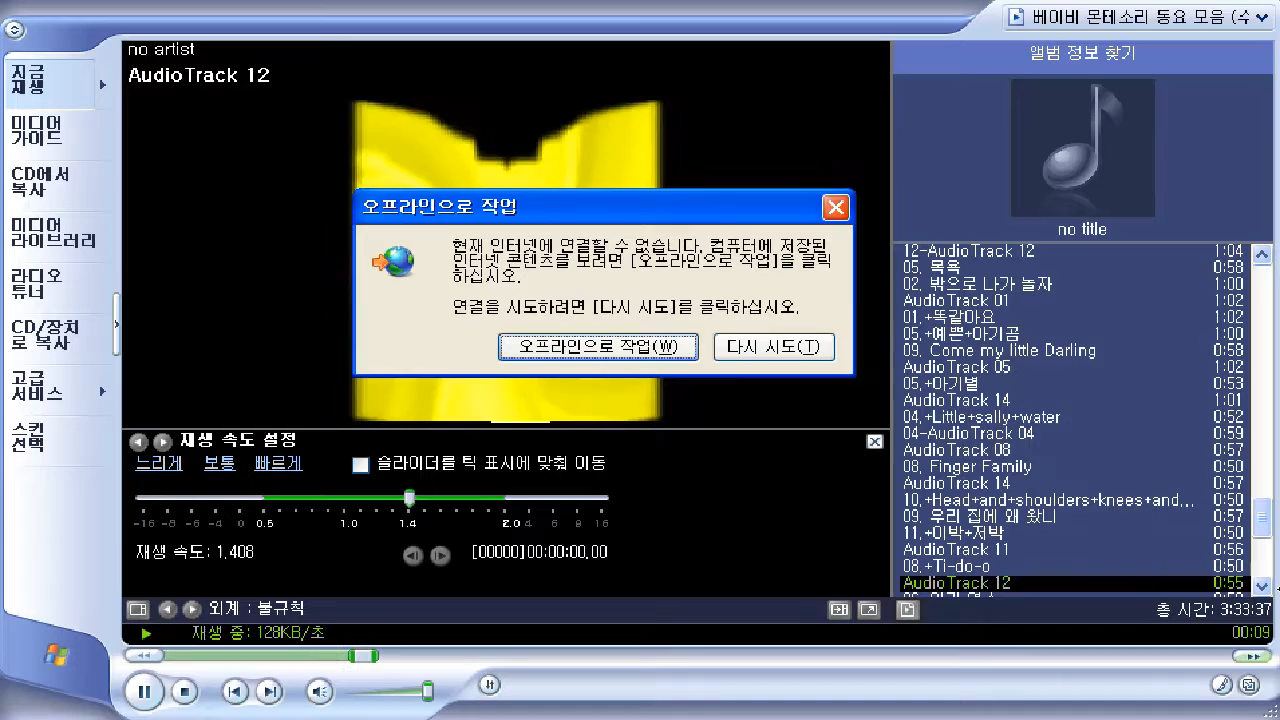 베이비 몬테소리 동요 모음 (수
no artist
AudioTrack 12
지금
재생
미디어
가이드
CD에서
복사
미디어
라이브러리
라디오
튜너
CD/장치
로 복사
고급
서비스
스킨
선택
오프라인으로 작업
현재 인터넷에 연결할 수 없습니다. 컴퓨터에 저장된
인터넷 콘텐츠를 보려면 [오프라인으로 작업]을 클릭
하십시오.
연결을 시도하려면 [다시 시도]를 클릭하십시오.
오프라인으로 작업(W)
다시 시도(T)
앨범 정보 찾기
no title
12-AudioTrack 12 1:04
05. 목욕 0:58
02. 밖으로 나가 놀자 1:00
AudioTrack 01 1:02
01.+똑같아요 1:02
05.+예쁜+아기곰 1:00
09. Come my little Darling 1:02
AudioTrack 05 1:02
05.+아기별 0:53
AudioTrack 14 1:01
04.+Little+sally+water 0:52
04-AudioTrack 04 0:59
AudioTrack 08 0:57
08. Finger Family 0:50
AudioTrack 14 0:57
10.+Head+and+shoulders+knees+and,... 0:50
09. 우리 집에 왜 왔니 0:57
11.+이박+저박 0:50
AudioTrack 11 0:56
08.+Ti-do-o 0:50
AudioTrack 12 0:55
총 시간: 3:33:37
재생 속도 설정
느리게 보통 빠르게 슬라이더를 틱 표시에 맞춰 이동
-16 -8 -6 -4 0 0.5 1.0 1.4 2.0 4 6 8 16
재생 속도: 1.408 [00000]00:00:00.00
외계 : 불규칙
재생 중: 128KB/초 00:09